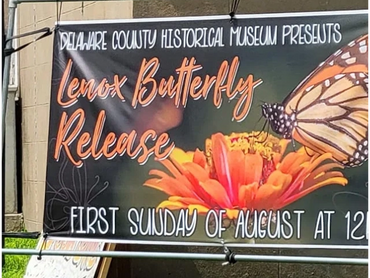 DELAWARE COUNTY HISTORICAL MUSEUM PRESENTS
Lenox Butterfly
Release
FIRST SUNDAY OF AUGUST AT 12